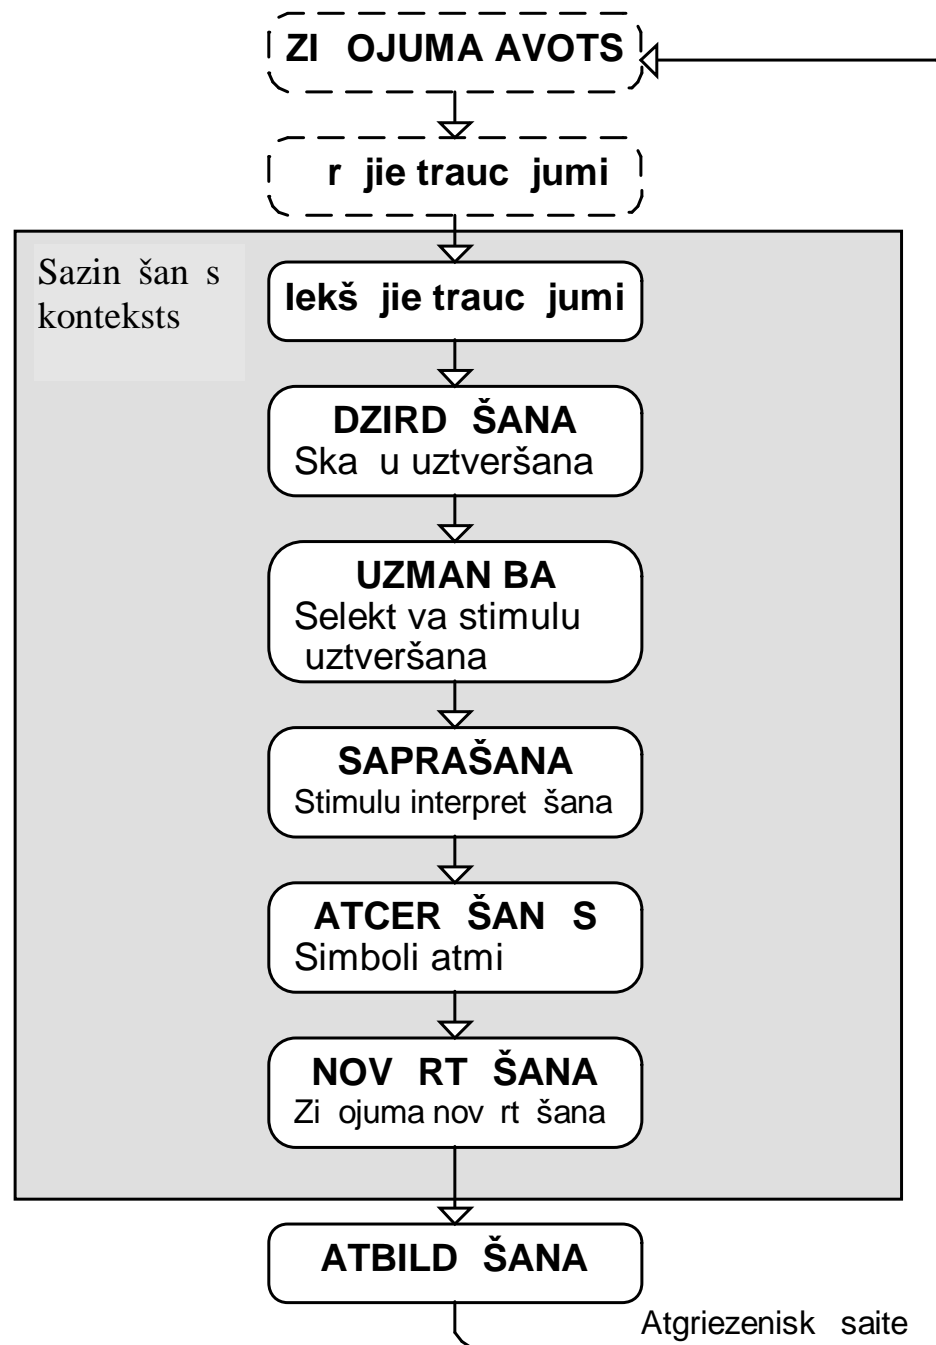 ZI OJUMA AVOTS
r jie trauc jumi
Sazin šan s
konteksts
Iekš jie trauc jumi
DZIRD ŠANA
Ska u uztveršana
UZMAN BA
Selekt va stimulu
uztveršana
SAPRAŠANA
Stimulu interpret šana
ATCER ŠAN S
Simboli atmi
NOV RT ŠANA
Zi ojuma nov rt šana
ATBILD ŠANA
Atgriezenisk saite